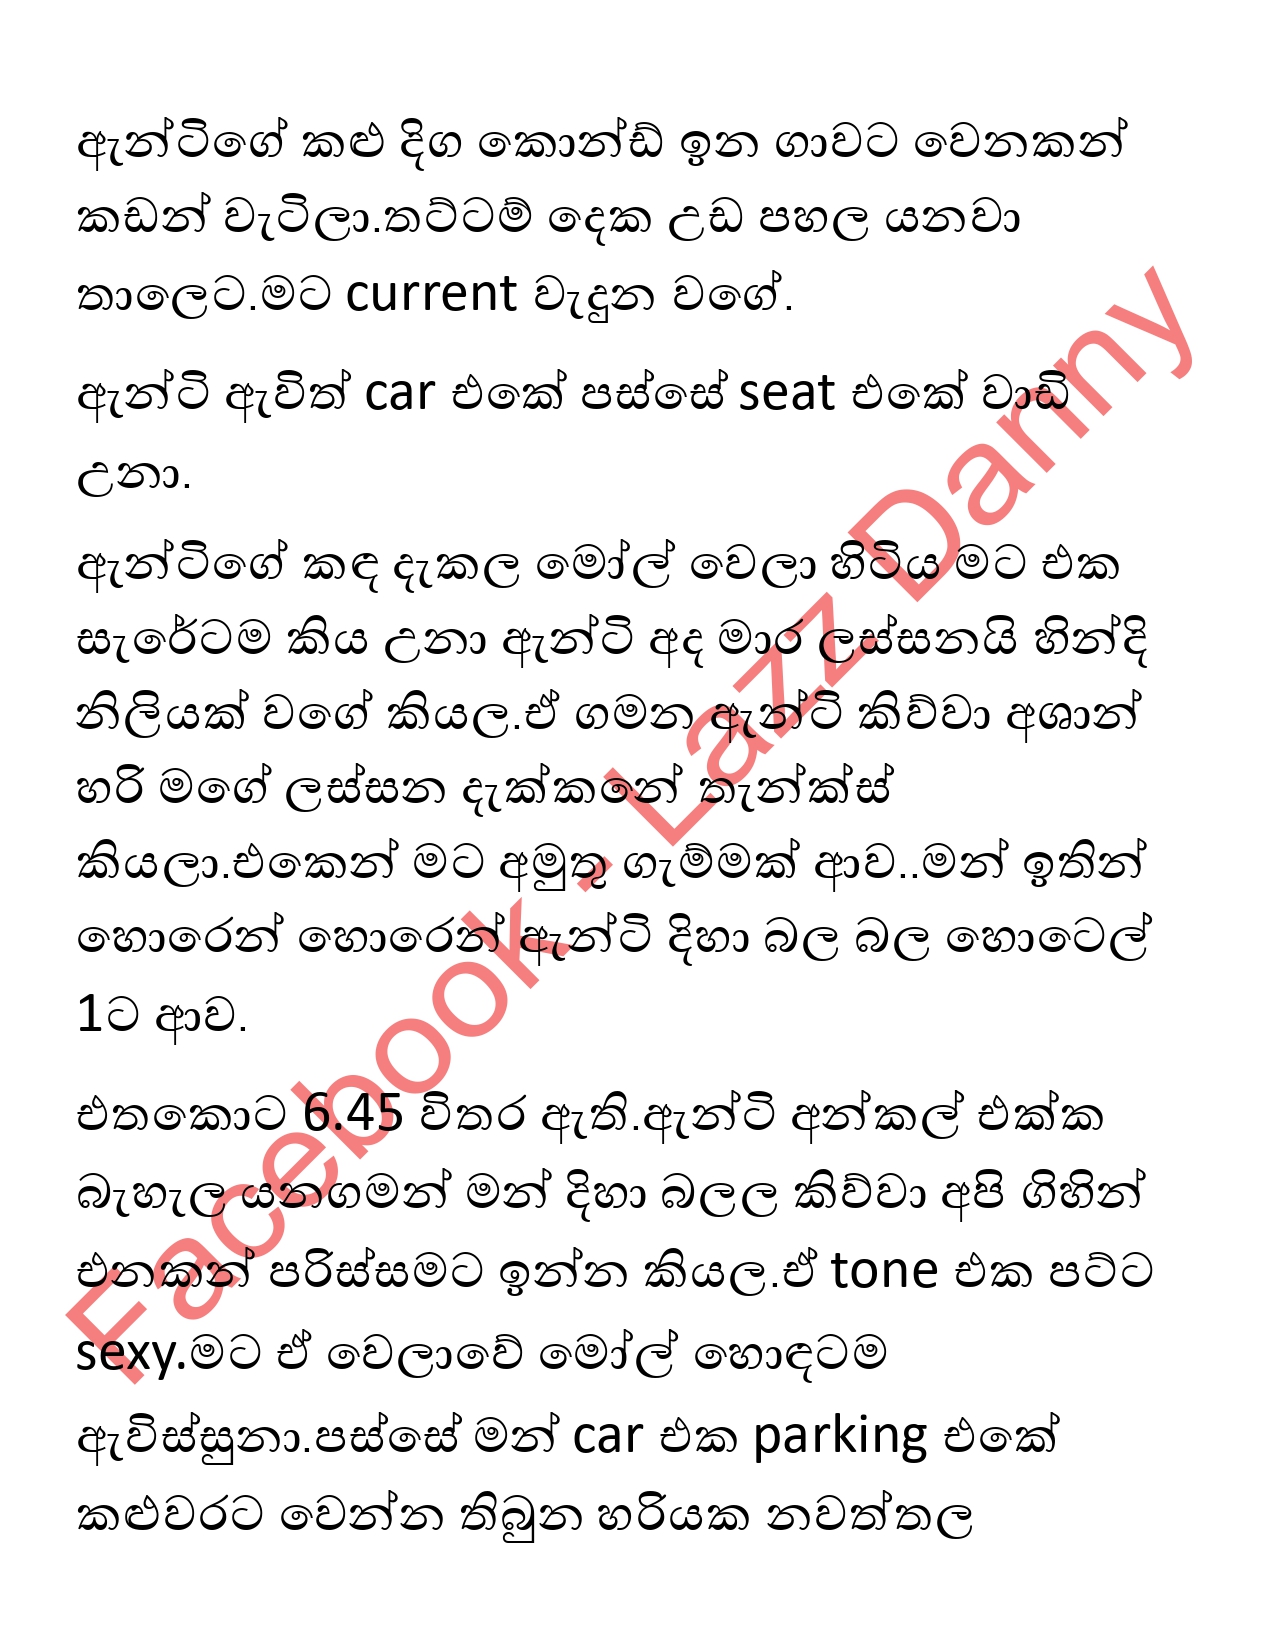 ඇන්ටිගේ කළු දිග කොන්ඩ් ඉන ගාවට වෙනකන්
කඩන් වැටිලා.තට්ටම් දෙක උඩ පහල යනවා
තාලෙට.මට current වැදුන වගේ.
ඇන්ටි ඇවිත් car එකේ පස්සේ seat එකේ වාඩි
උනා.
ඇන්ටිගේ කඳ දැකල මෝල් වෙලා හිටිය මට එක
සැරේටම කිය උනා ඇන්ටි අද මාර ලස්සනයි හින්දි
නිලියක් වගේ කියල.ඒ ගමන ඇන්ටි කිව්වා අශාන්
හරි මගේ ලස්සන දැක්කනේ තැන්ක්ස්
කියලා.එකෙන් මට අමුතු ගැම්මක් ආව..මන් ඉතින්
හොරෙන් හොරෙන් ඇන්ටි දිහා බල බල හොටෙල්
1ට ආව.
එතකොට 6.45 විතර ඇති.ඇන්ටි අන්කල් එක්ක
බැහැල යනගමන් මන් දිහා බලල කිව්වා අපි ගිහින්
එනකන් පරිස්සමට ඉන්න කියල.ඒ tone එක පට්ට
sexy.මට ඒ වෙලාවේ මෝල් හොඳටම
ඇවිස්සුනා.පස්සේ මන් car එක parking එකේ
කළුවරට වෙන්න තිබුන හරියක නවත්තල
Facebook - Lazz Danny